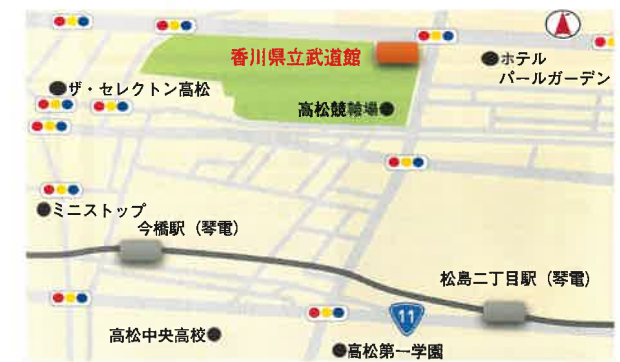 香川県立武道館
ホテル
パールガーデン
ザ・セレクトン高松
高松競輪場
ミニストップ
今橋駅（琴電）
松島二丁目駅（琴電）
11
高松中央高校
高松第一学園